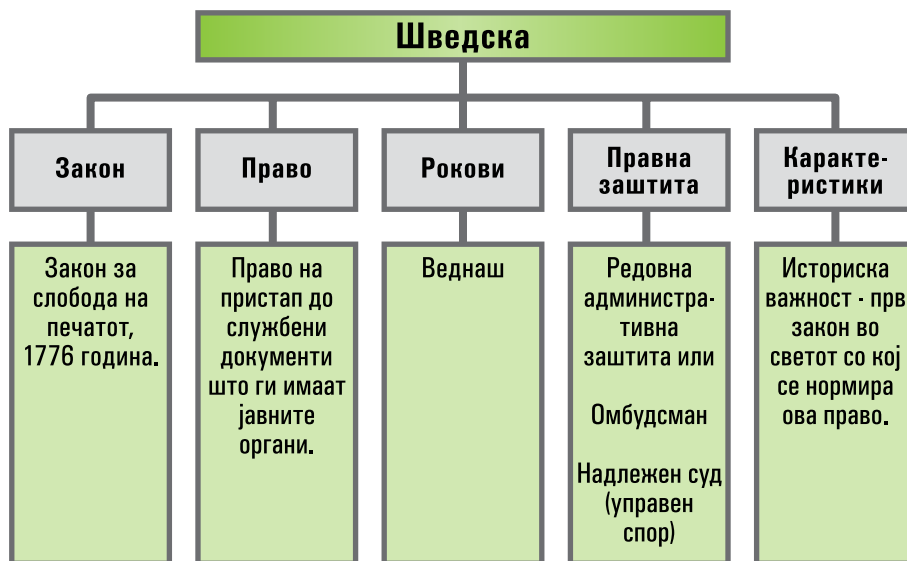 Шведска
Закон
Право
Рокови
Правна
заштита
Каракте-
ристики
Закон за
слобода на
печатот,
1776 година.
Право на
пристап до
службени
документи
што ги имаат
јавните
органи.
Веднаш
Редовна
администра-
тивна
заштита или
Омбудсман
Надлежен суд
(управен
спор)
Историска
важност - прв
закон во
светот со кој
се нормира
ова право.